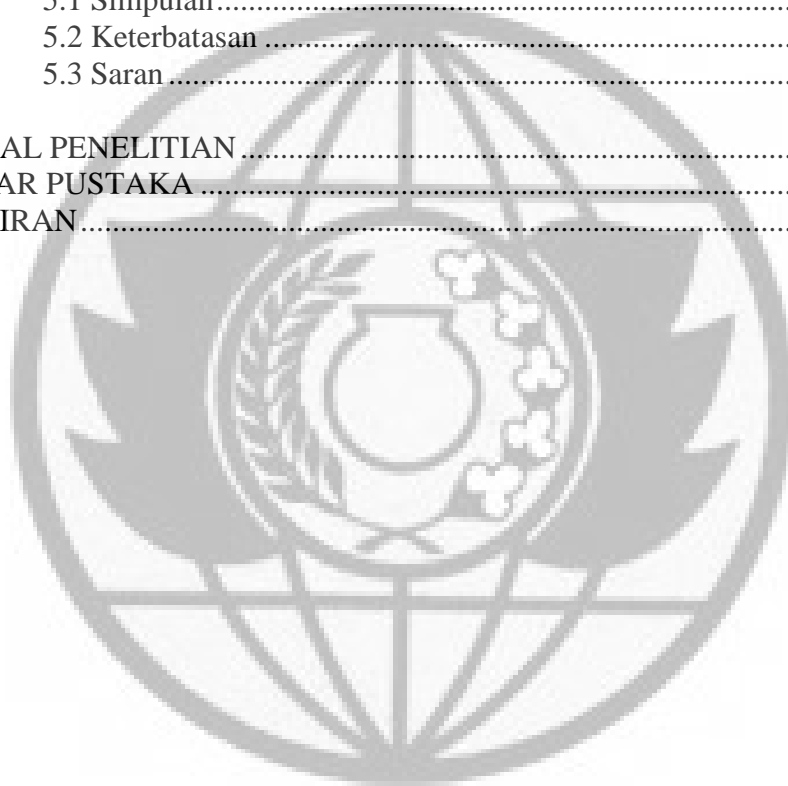 5.1 Simpulan................................................................................
5.2 Keterbatasan .........................................................................
5.3 Saran ......................................................................................
AL PENELITIAN .........................................................................
AR PUSTAKA ..............................................................................
IRAN..............................................................................................